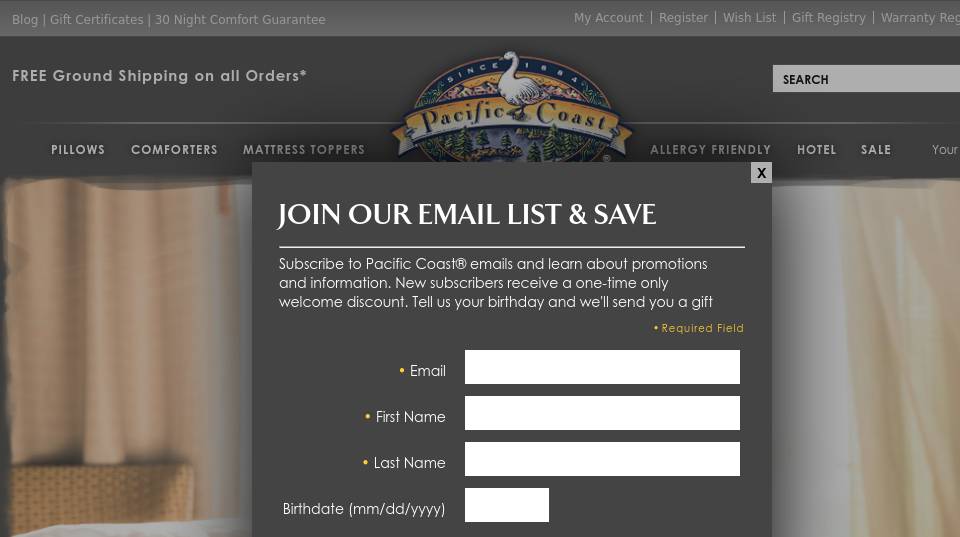 Blog | Gift Certificates | 30 Night Comfort Guarantee
My Account | Register | Wish List | Gift Registry | Warranty Reg
FREE Ground Shipping on all Orders*
SINCE 1884
Pacific Coast
®
SEARCH
PILLOWS COMFORTERS MATTRESS TOPPERS ALLERGY FRIENDLY HOTEL SALE Your
X
JOIN OUR EMAIL LIST & SAVE
Subscribe to Pacific Coast® emails and learn about promotions
and information. New subscribers receive a one-time only
welcome discount. Tell us your birthday and we'll send you a gift
• Required Field
• Email
• First Name
• Last Name
Birthdate (mm/dd/yyyy)